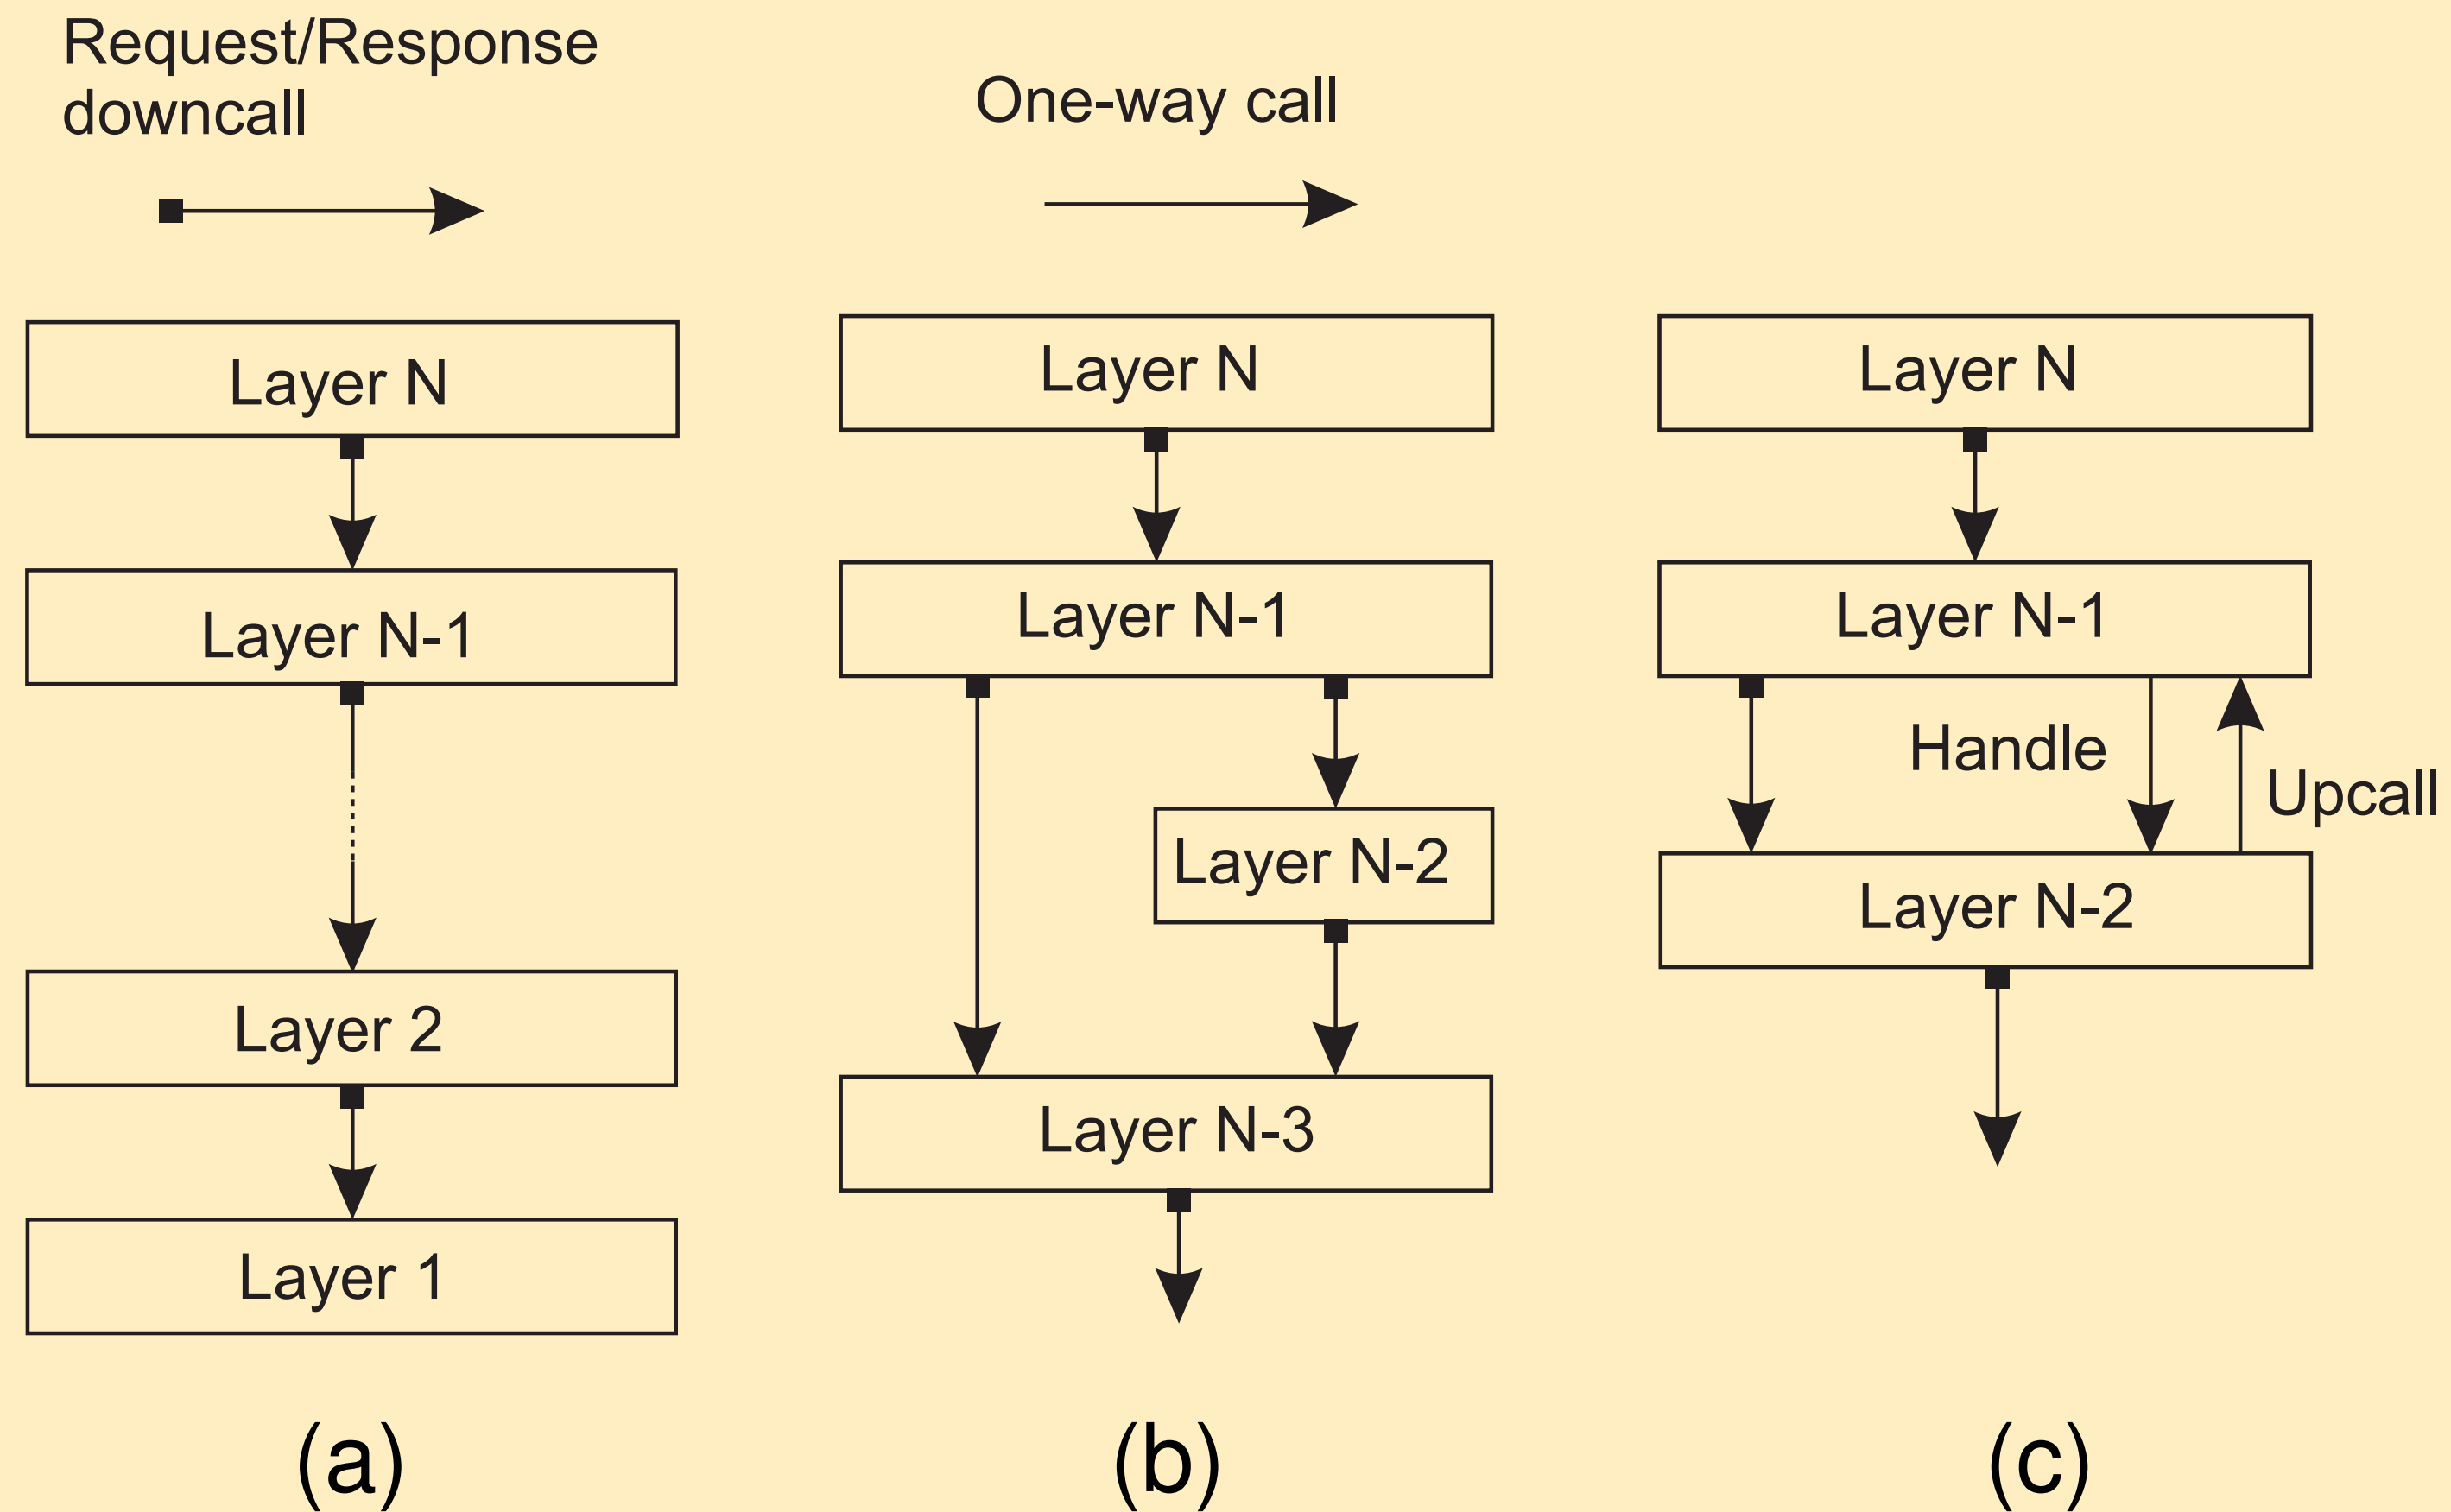 Request/Response
downcall
One-way call
Layer N
Layer N-1
Layer 2
Layer 1
(a)
Layer N
Layer N-1
Layer N-2
Layer N-3
(b)
Layer N
Layer N-1
Handle
Upcall
Layer N-2
(c)